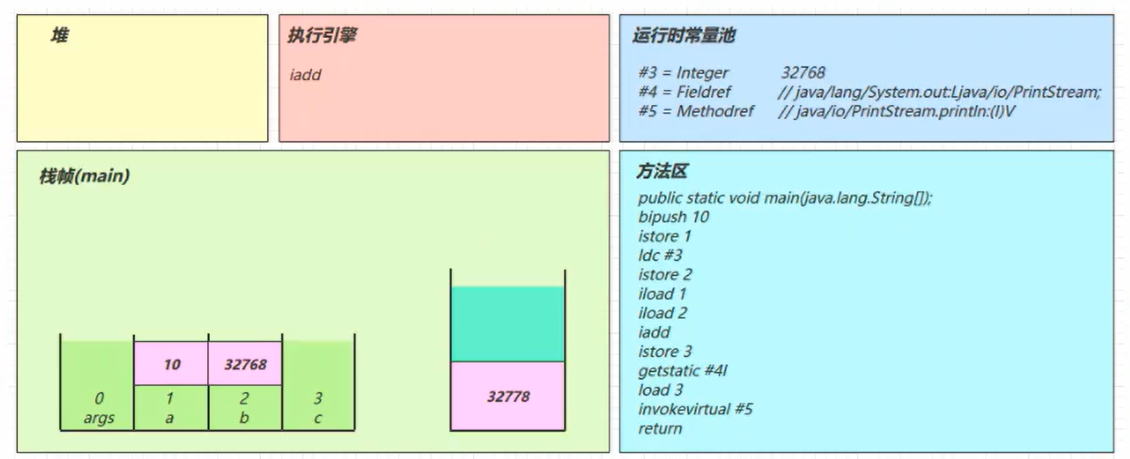 堆
执行引擎
iadd
运行时常量池
#3 = Integer 32768
#4 = Fieldref // java/lang/System.out:Ljava/io/PrintStream;
#5 = Methodref // java/io/PrintStream.println:(I)V
栈帧(main)
10 32768
0 1 2 3
args a b c
32778
方法区
public static void main(java.lang.String[]);
bipush 10
istore 1
ldc #3
istore 2
iload 1
iload 2
iadd
istore 3
getstatic #4I
load 3
invokevirtual #5
return